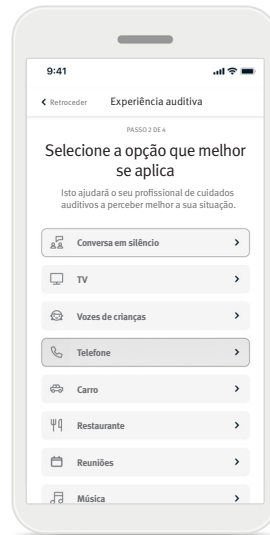 9:41
Retroceder Experiência auditiva
PASSO 2 DE 4
Selecione a opção que melhor
se aplica
Isto ajudará o seu profissional de cuidados
auditivos a perceber melhor a sua situação.
Conversa em silêncio
TV
Vozes de crianças
Telefone
Carro
Restaurante
Reuniões
Música